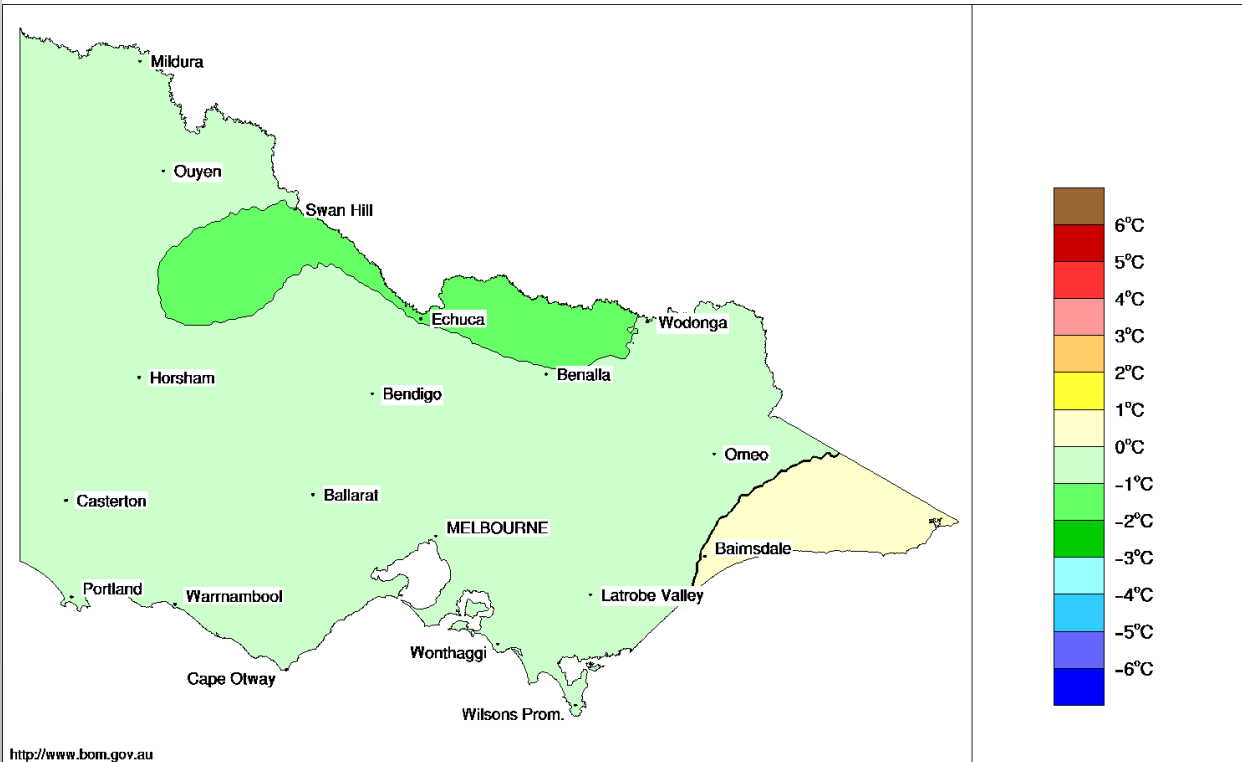 Mildura
Ouyen
Swan Hill
Echuca
Wodonga
Benalla
Horsham
Bendigo
Omeo
Casterton
Ballarat
MELBOURNE
Bairnsdale
Portland
Warrnambool
Latrobe Valley
Wonthaggi
Cape Otway
Wilsons Prom.
http://www.bom.gov.au
6°C
5°C
4°C
3°C
2°C
1°C
0°C
-1°C
-2°C
-3°C
-4°C
-5°C
-6°C